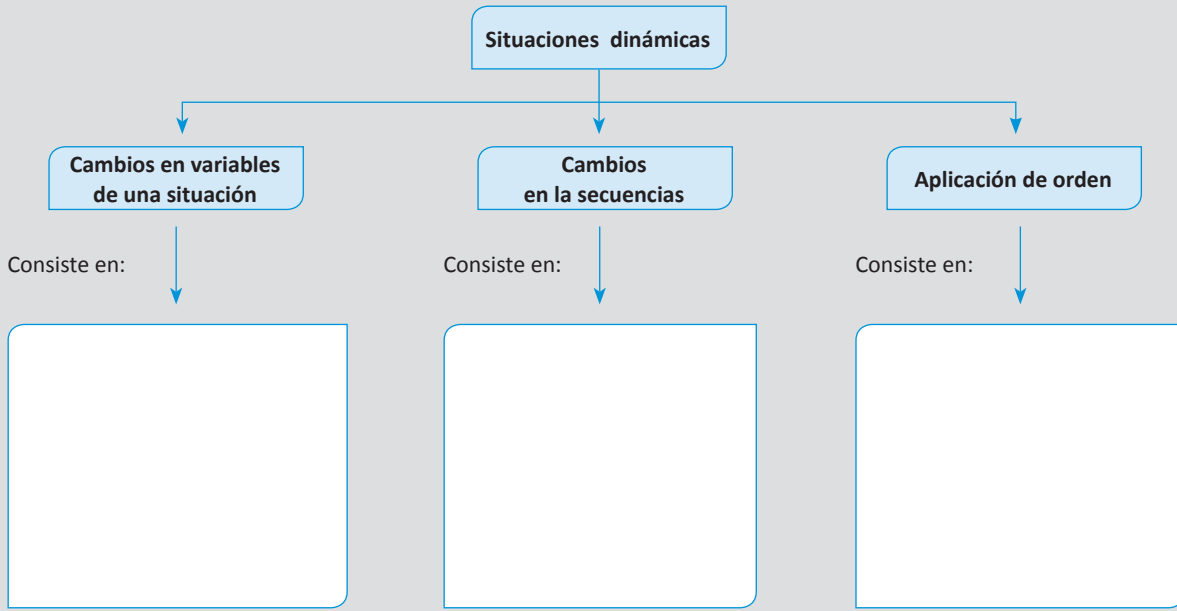 Situaciones dinámicas
Cambios en variables
de una situación
Cambios
en la secuencias
Aplicación de orden
Consiste en:
Consiste en:
Consiste en: